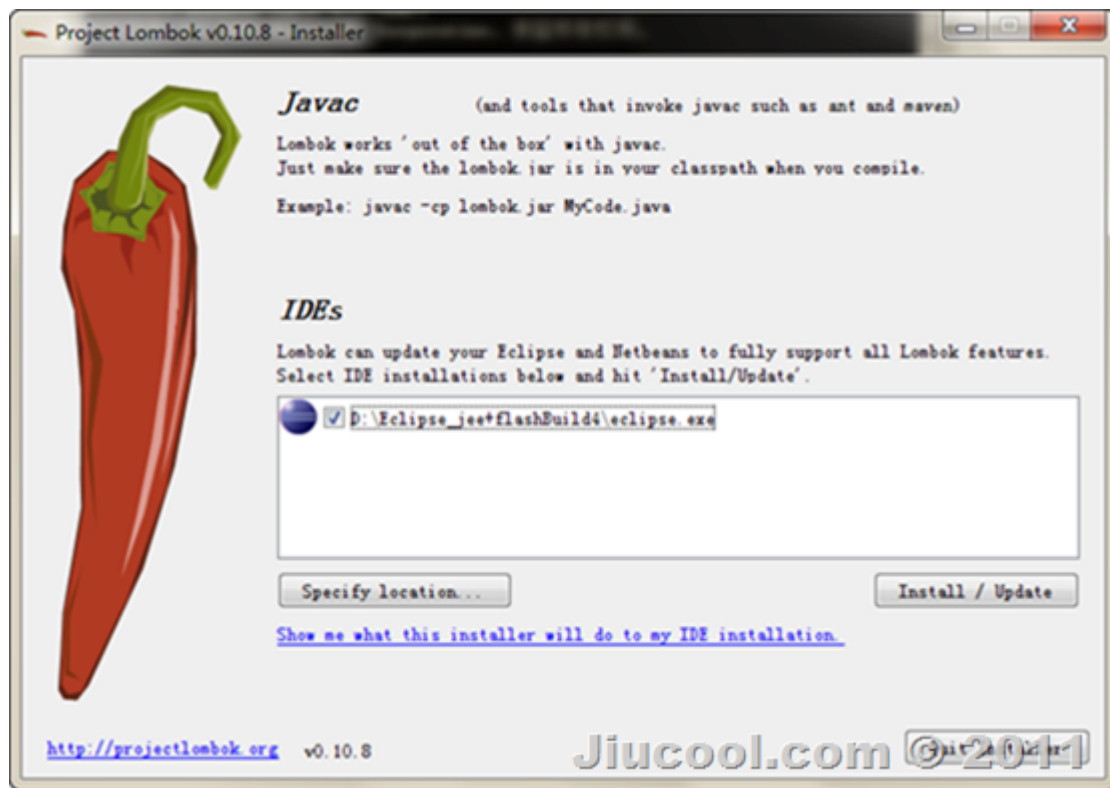 Project Lombok v0.10.8 - Installer
Javac (and tools that invoke javac such as ant and maven)
Lombok works 'out of the box' with javac.
Just make sure the lombok.jar is in your classpath when you compile.
Example: javac -cp lombok.jar MyCode.java
IDEs
Lombok can update your Eclipse and Netbeans to fully support all Lombok features.
Select IDE installations below and hit 'Install/Update'.
D:\Eclipse_jee+flashBuild4\eclipse.exe
Specify location... Install / Update
Show me what this installer will do to my IDE installation.
http://projectlombok.org v0.10.8 Jiucool.com © 2011